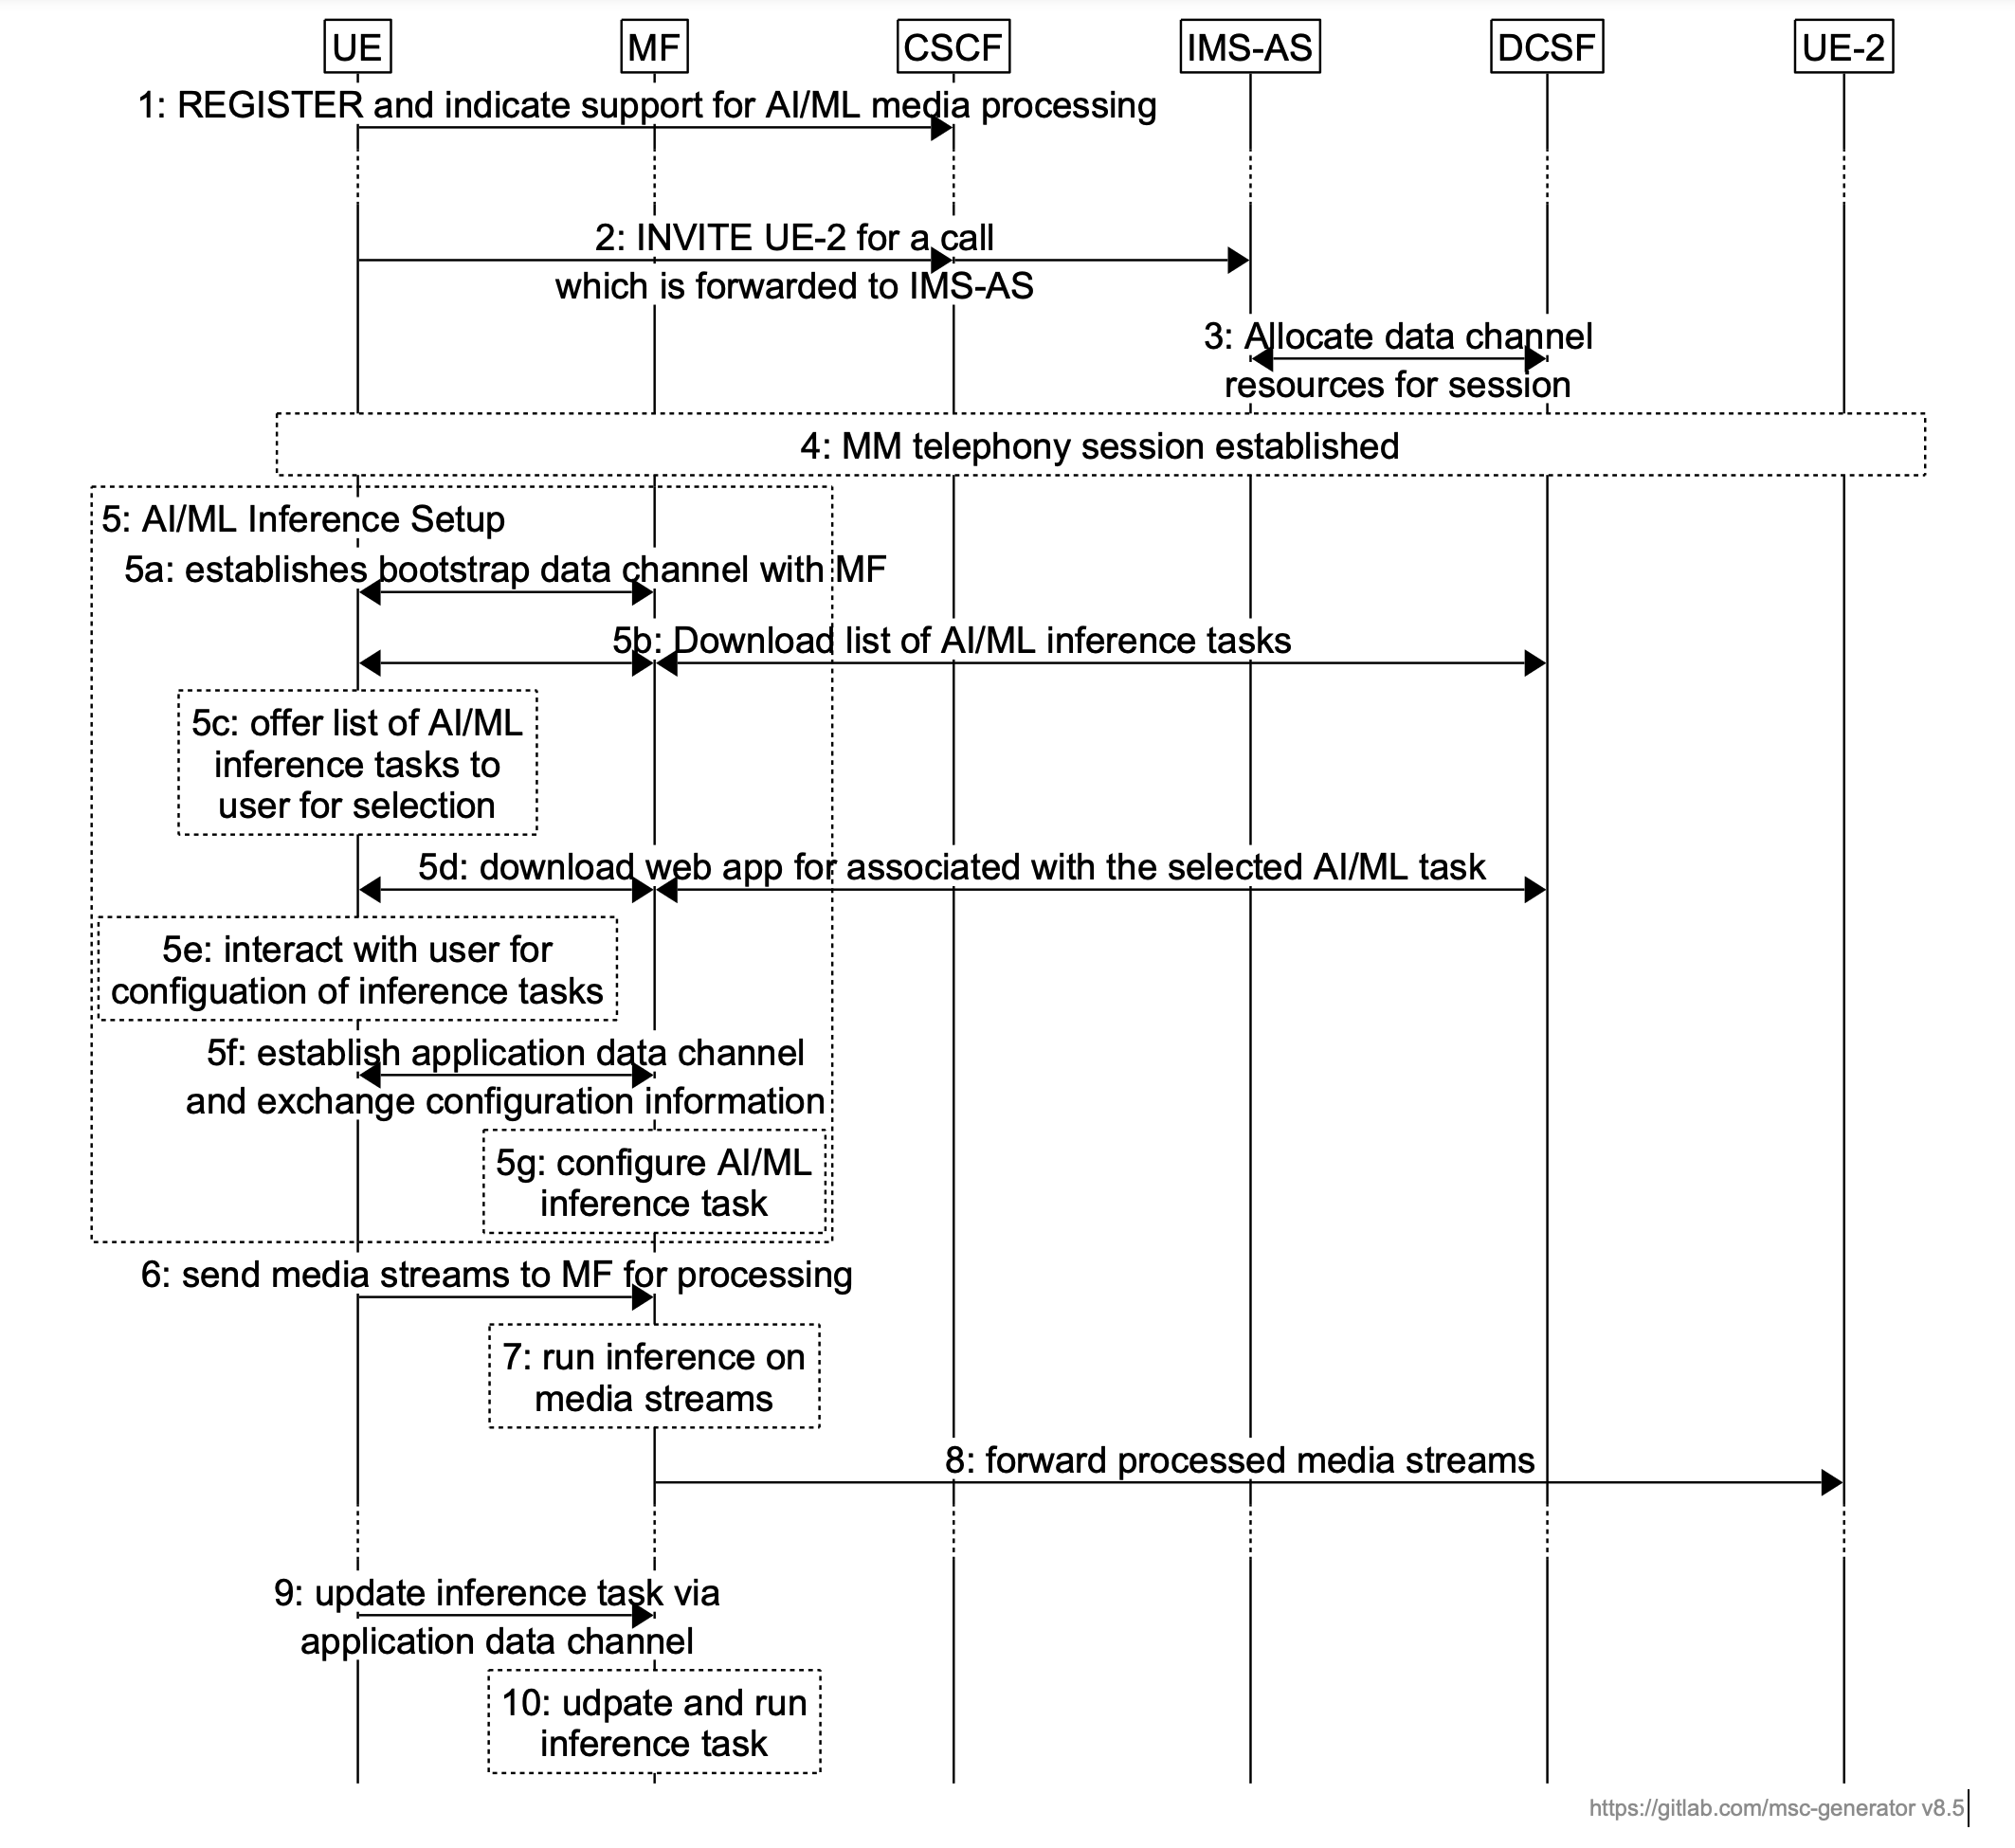 UE
MF
CSCF
IMS-AS
DCSF
UE-2
1: REGISTER and indicate support for AI/ML media processing
2: INVITE UE-2 for a call
which is forwarded to IMS-AS
3: Allocate data channel
resources for session
4: MM telephony session established
5: AI/ML Inference Setup
5a: establishes bootstrap data channel with MF
5b: Download list of AI/ML inference tasks
5c: offer list of AI/ML
inference tasks to
user for selection
5d: download web app for associated with the selected AI/ML task
5e: interact with user for
configuation of inference tasks
5f: establish application data channel
and exchange configuration information
5g: configure AI/ML
inference task
6: send media streams to MF for processing
7: run inference on
media streams
8: forward processed media streams
9: update inference task via
application data channel
10: udpate and run
inference task
https://gitlab.com/msc-generator v8.5